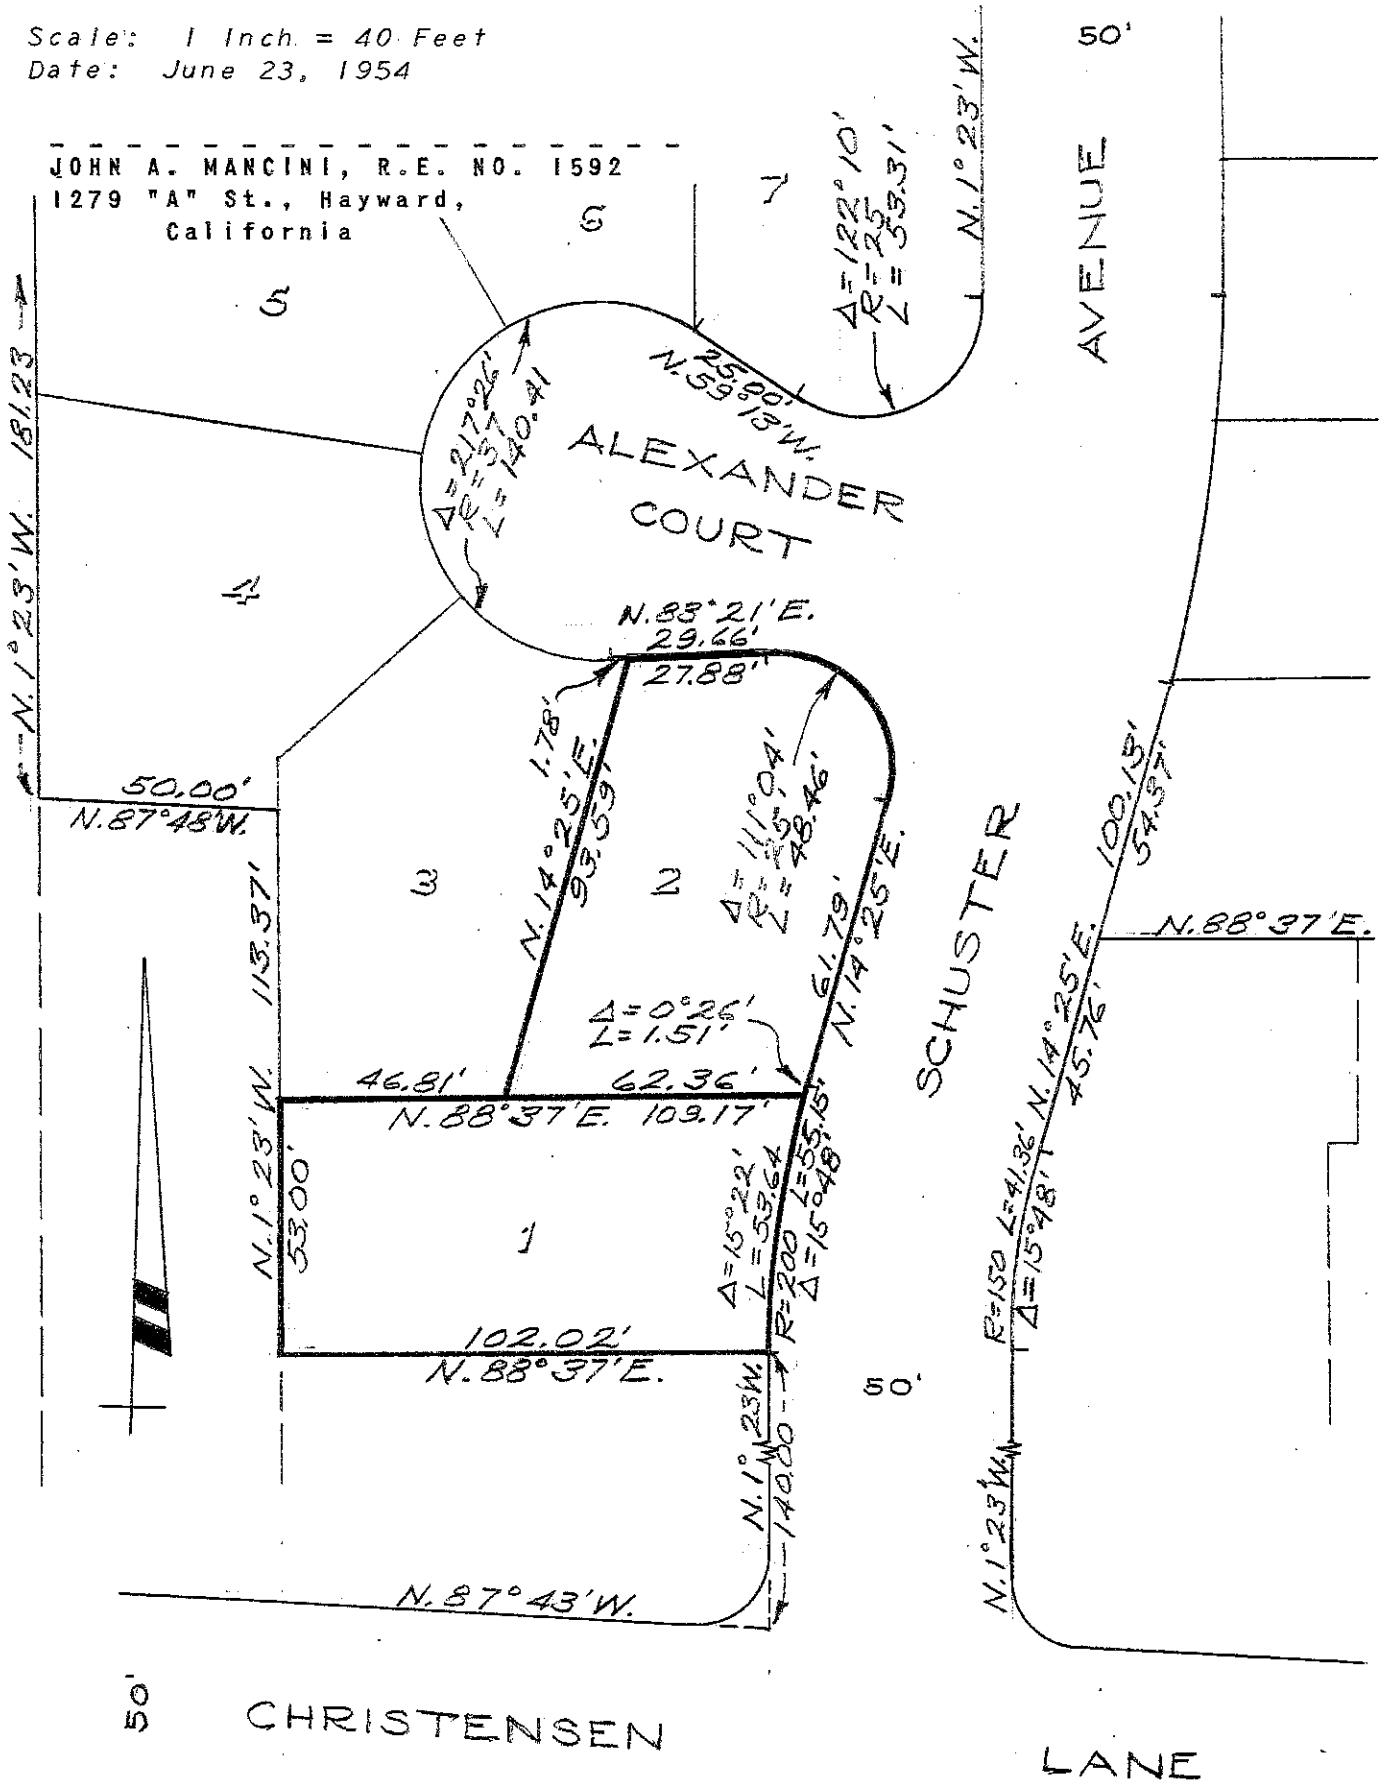 Scale: 1 Inch = 40 Feet
Date: June 23, 1954
JOHN A. MANCINI, R.E. NO. 1592
1279 "A" St., Hayward,
California
50'
N. 1° 23' W.
AVENUE
7
6
5
Δ=122°10'
R=25
L=53.31'
25.00'
N.59°13'W.
Δ=217°26'
R=37
L=140.41
ALEXANDER
COURT
N. 1° 23' W. 181.23
4
N.83°21'E.
29.66'
27.88'
1.78'
50.00'
N.87°48'W.
N. 14° 25' E.
93.59'
3
2
Δ=111°04'
R=25'
L=48.46'
61.79'
N.14°25'E.
SCHUSTER
100.13'
54.37'
N.88°37'E.
N. 14° 25' E.
45.76'
Δ=0°26'
L=1.51'
113.37'
46.81'
62.36'
N.88°37'E. 109.17'
N. 1° 23' W.
53.00'
1
Δ=15°22'
L=53.64
R=200 L=55.15'
Δ=15°48'
R=150 L=41.36'
Δ=15°48'
102.02'
N.88°37'E.
50'
N.1° 23W.
140.00
N.1°23'W.
N.87°43'W.
50'
CHRISTENSEN
LANE